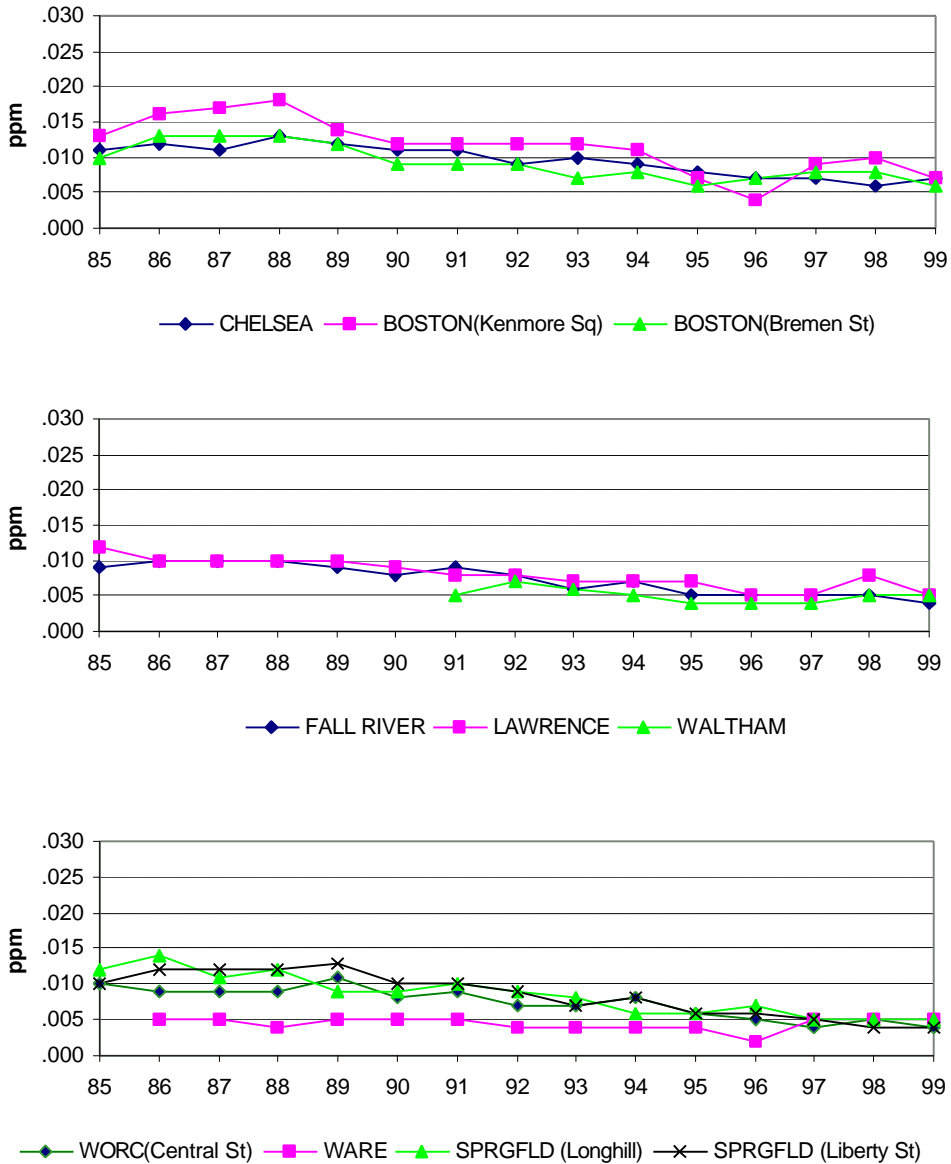 .030
.025
.020
.015
.010
.005
.000
ppm
85 86 87 88 89 90 91 92 93 94 95 96 97 98 99
CHELSEA BOSTON(Kenmore Sq) BOSTON(Bremen St)
.030
.025
.020
.015
.010
.005
.000
ppm
85 86 87 88 89 90 91 92 93 94 95 96 97 98 99
FALL RIVER LAWRENCE WALTHAM
.030
.025
.020
.015
.010
.005
.000
ppm
85 86 87 88 89 90 91 92 93 94 95 96 97 98 99
WORC(Central St) WARE SPRGFLD (Longhill) SPRGFLD (Liberty St)